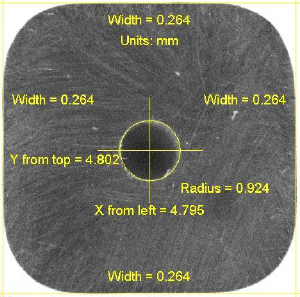 Width = 0.264
Units: mm
Width = 0.264
Width = 0.264
Y from top = 4.802
Radius = 0.924
X from left = 4.795
Width = 0.264